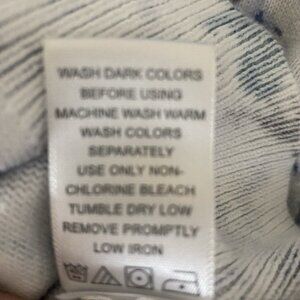 WASH DARK COLORS
BEFORE USING
MACHINE WASH WARM
WASH COLORS
SEPARATELY
USE ONLY NON-
CHLORINE BLEACH
TUMBLE DRY LOW
REMOVE PROMPTLY
LOW IRON